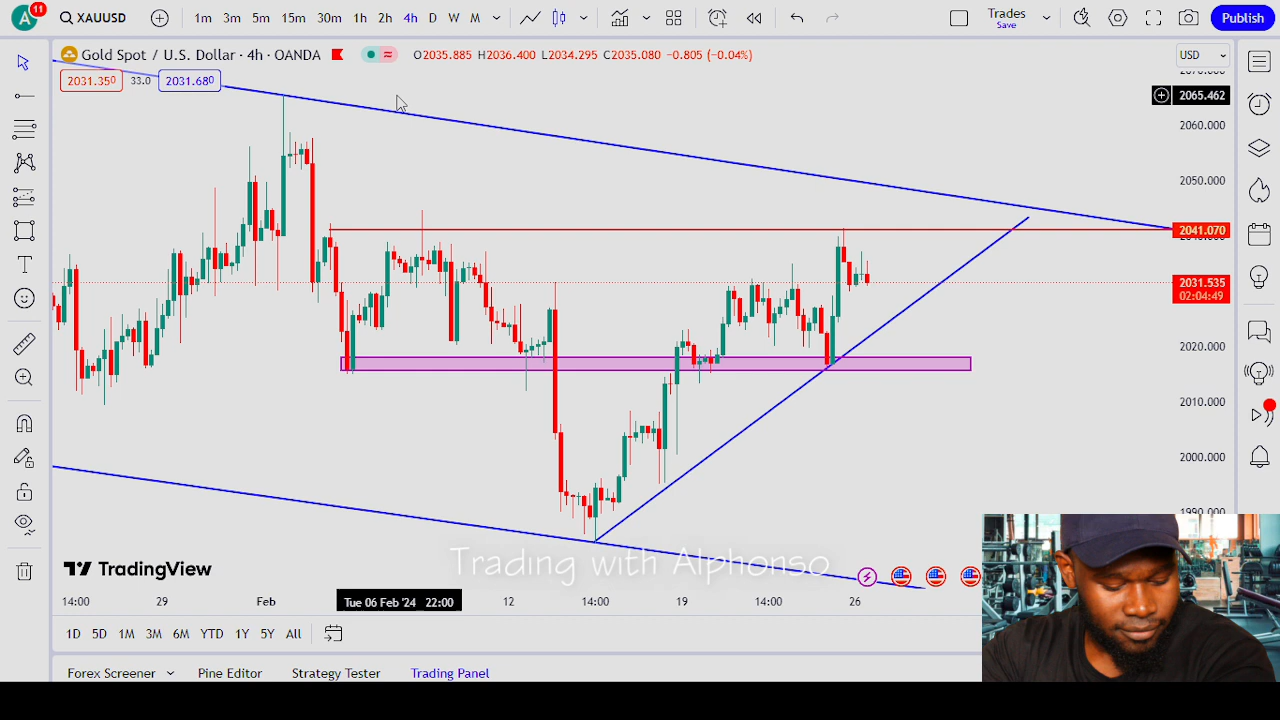 A 11 XAUUSD 1m 3m 5m 15m 30m 1h 2h 4h D W M Trades Save Publish
Gold Spot / U.S. Dollar · 4h · OANDA O2035.885 H2036.400 L2034.295 C2035.080 -0.805 (-0.04%) USD
2031.350 33.0 2031.680
2065.462
2060.000
2050.000
2041.070
2031.535
02:04:49
2020.000
2010.000
2000.000
Trading with Alphonso
TradingView
14:00 29 Feb Tue 06 Feb '24 22:00 12 14:00 19 14:00 26
1D 5D 1M 3M 6M YTD 1Y 5Y All
Forex Screener Pine Editor Strategy Tester Trading Panel